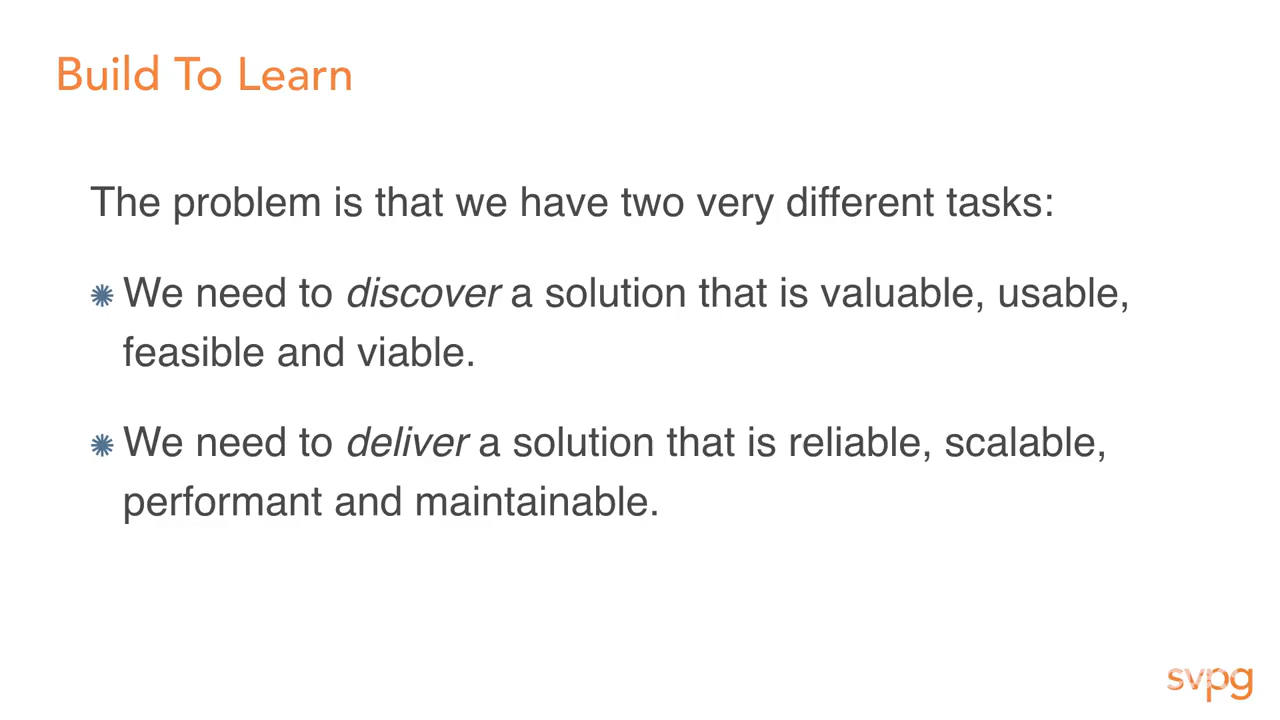 Build To Learn
The problem is that we have two very different tasks:
We need to discover a solution that is valuable, usable,
feasible and viable.
We need to deliver a solution that is reliable, scalable,
performant and maintainable.
svpg